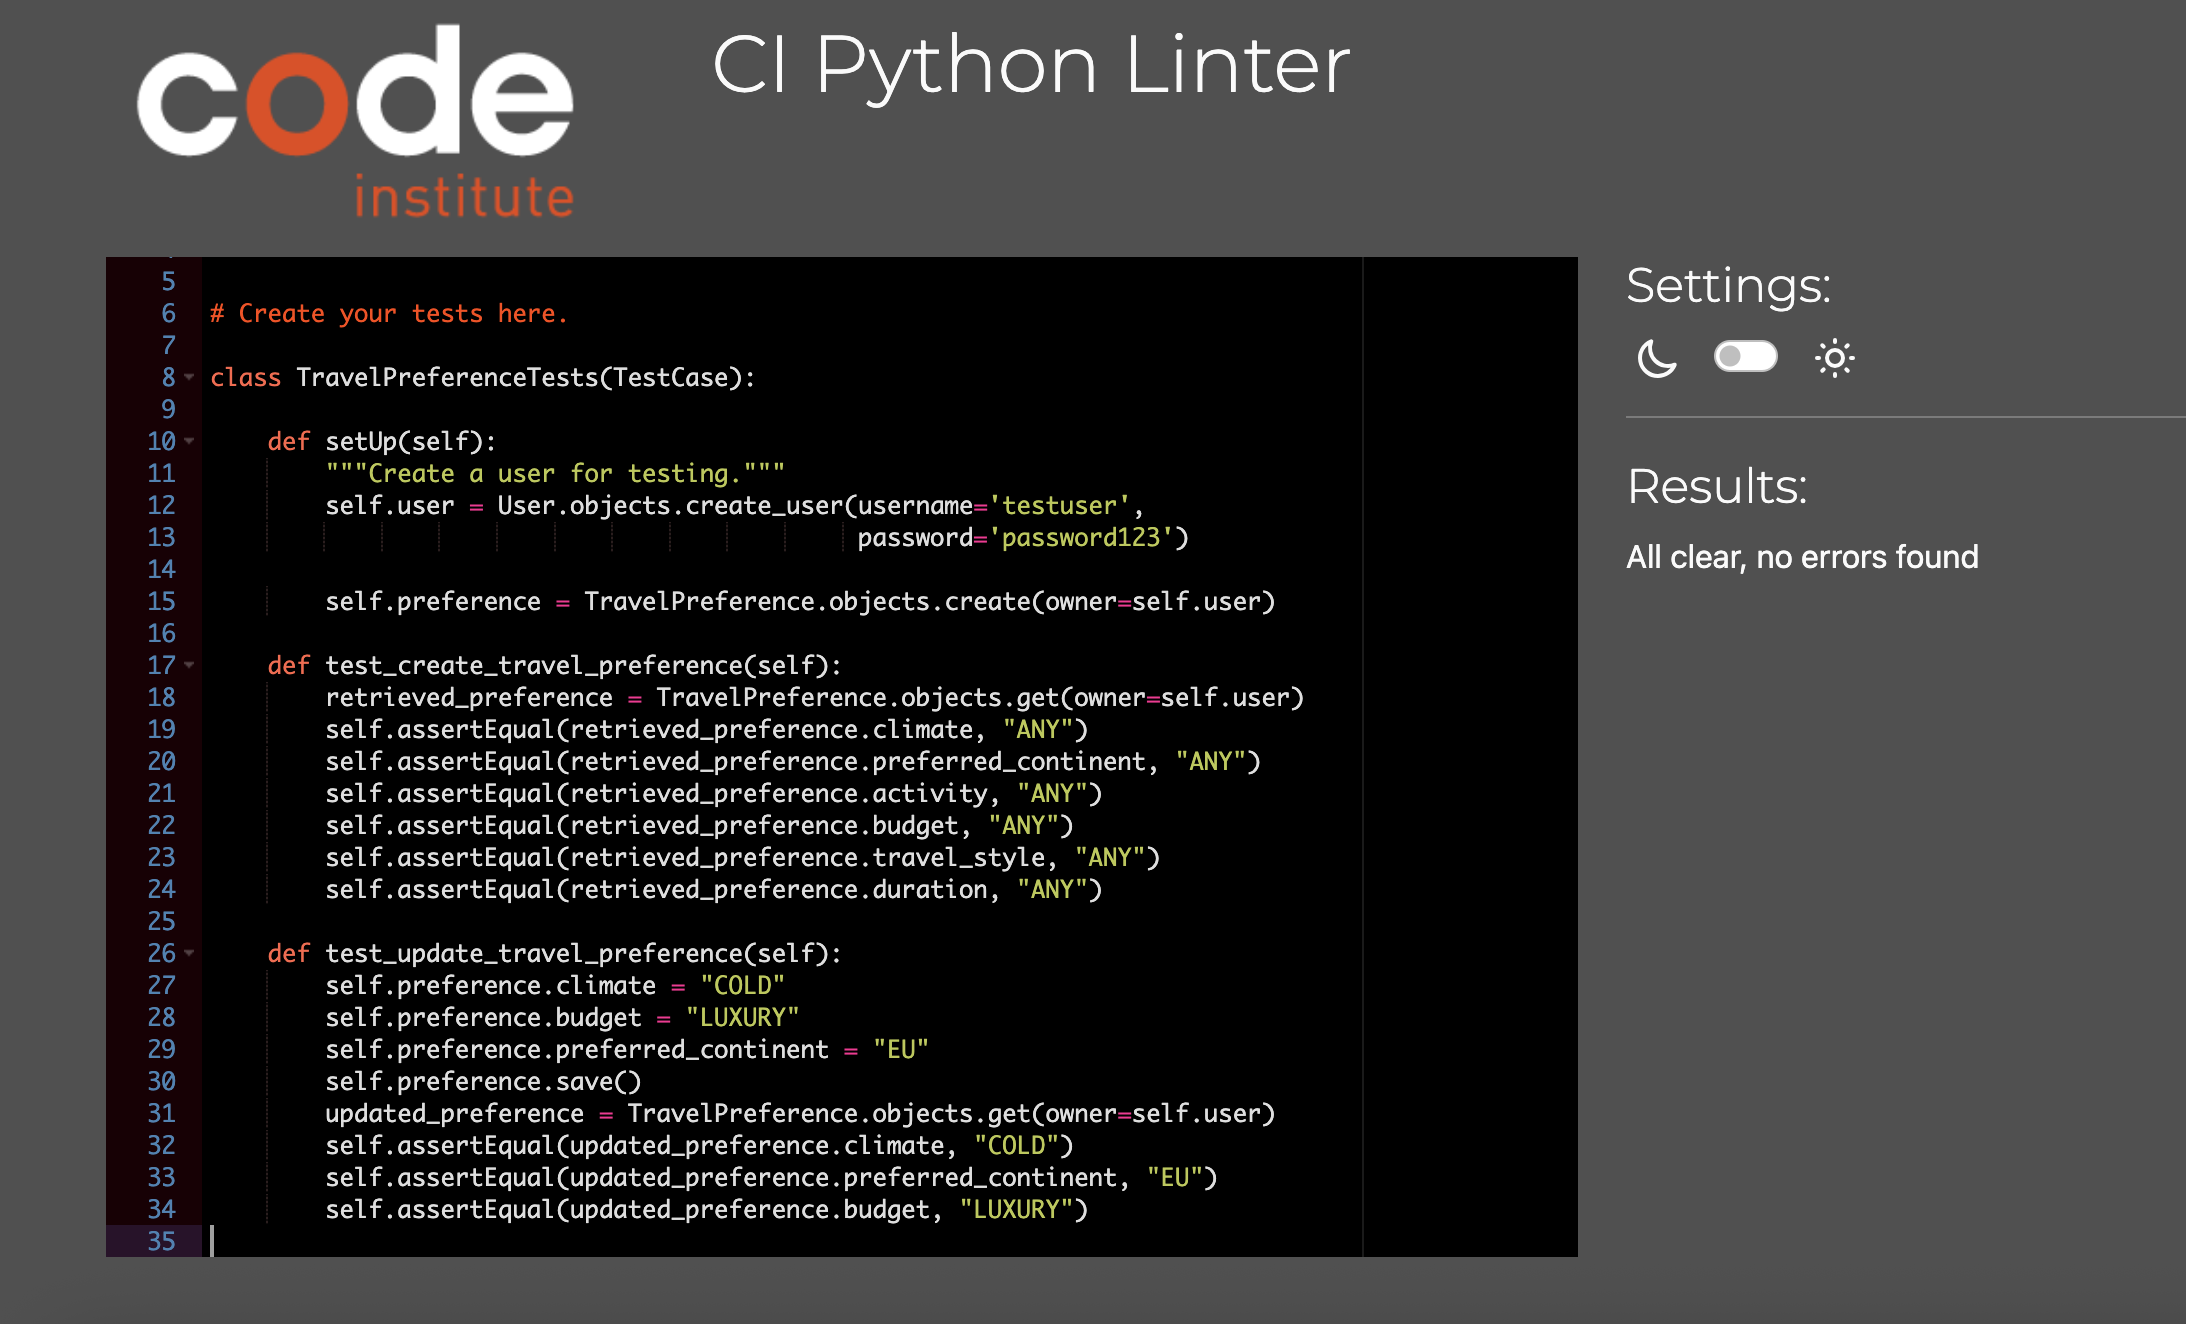 code
institute
CI Python Linter
5
6 # Create your tests here.
7
8 class TravelPreferenceTests(TestCase):
9
10     def setUp(self):
11         """Create a user for testing."""
12         self.user = User.objects.create_user(username='testuser',
13                                              password='password123')
14
15         self.preference = TravelPreference.objects.create(owner=self.user)
16
17     def test_create_travel_preference(self):
18         retrieved_preference = TravelPreference.objects.get(owner=self.user)
19         self.assertEqual(retrieved_preference.climate, "ANY")
20         self.assertEqual(retrieved_preference.preferred_continent, "ANY")
21         self.assertEqual(retrieved_preference.activity, "ANY")
22         self.assertEqual(retrieved_preference.budget, "ANY")
23         self.assertEqual(retrieved_preference.travel_style, "ANY")
24         self.assertEqual(retrieved_preference.duration, "ANY")
25
26     def test_update_travel_preference(self):
27         self.preference.climate = "COLD"
28         self.preference.budget = "LUXURY"
29         self.preference.preferred_continent = "EU"
30         self.preference.save()
31         updated_preference = TravelPreference.objects.get(owner=self.user)
32         self.assertEqual(updated_preference.climate, "COLD")
33         self.assertEqual(updated_preference.preferred_continent, "EU")
34         self.assertEqual(updated_preference.budget, "LUXURY")
35
Settings:
Results:
All clear, no errors found